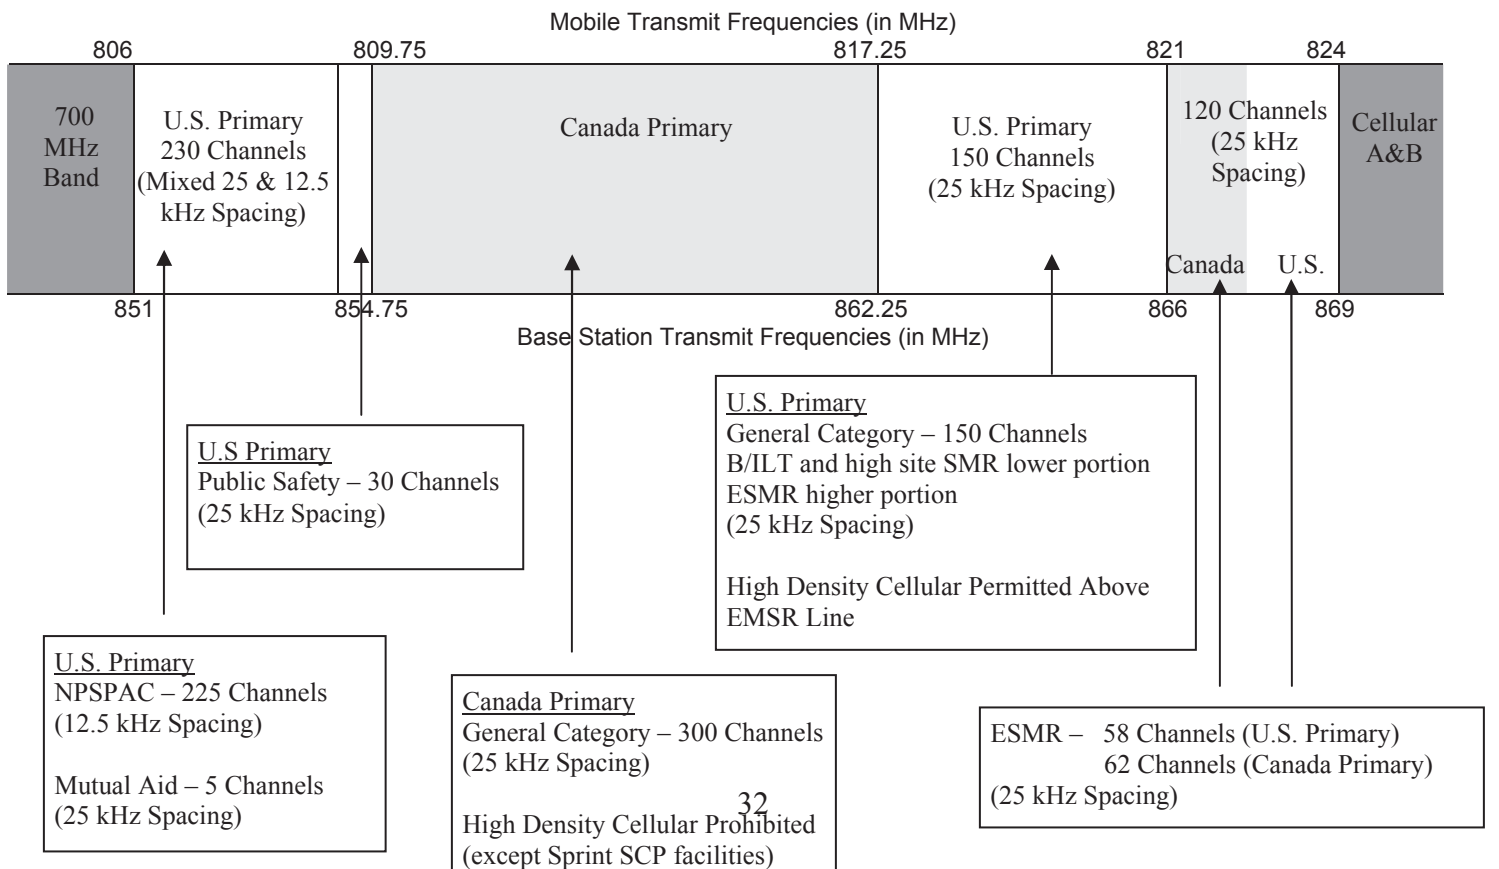 Mobile Transmit Frequencies (in MHz)
806 809.75 817.25 821 824
700
MHz
Band
U.S. Primary
230 Channels
(Mixed 25 & 12.5
kHz Spacing)
Canada Primary
U.S. Primary
150 Channels
(25 kHz Spacing)
120 Channels
(25 kHz
Spacing)
Canada U.S.
Cellular
A&B
851 854.75 862.25 866 869
Base Station Transmit Frequencies (in MHz)
U.S Primary
Public Safety – 30 Channels
(25 kHz Spacing)
U.S. Primary
General Category – 150 Channels
B/ILT and high site SMR lower portion
ESMR higher portion
(25 kHz Spacing)
High Density Cellular Permitted Above
EMSR Line
U.S. Primary
NPSPAC – 225 Channels
(12.5 kHz Spacing)
Mutual Aid – 5 Channels
(25 kHz Spacing)
Canada Primary
General Category – 300 Channels
(25 kHz Spacing)
32
High Density Cellular Prohibited
(except Sprint SCP facilities)
ESMR – 58 Channels (U.S. Primary)
62 Channels (Canada Primary)
(25 kHz Spacing)